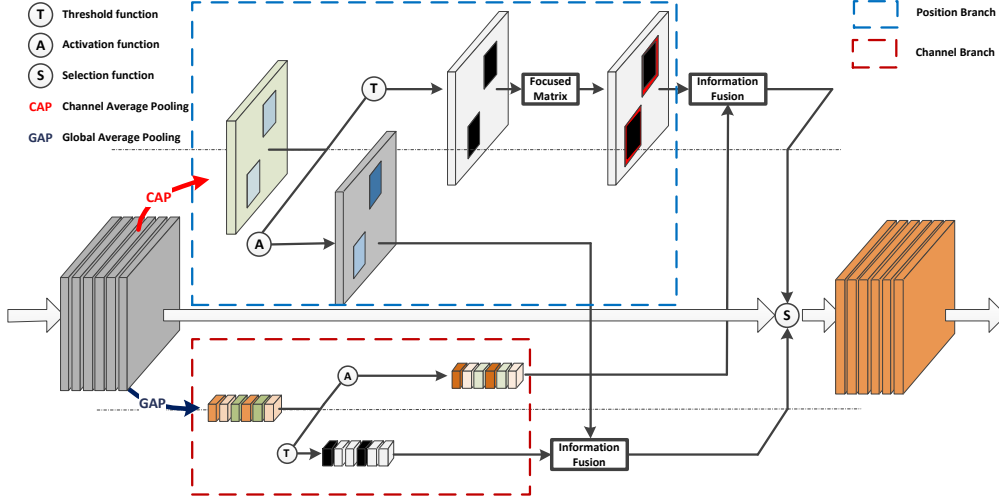 T Threshold function
A Activation function
S Selection function
CAP Channel Average Pooling
GAP Global Average Pooling
Position Branch
Channel Branch
T
Focused
Matrix
Information
Fusion
CAP
A
S
GAP
A
T
Information
Fusion